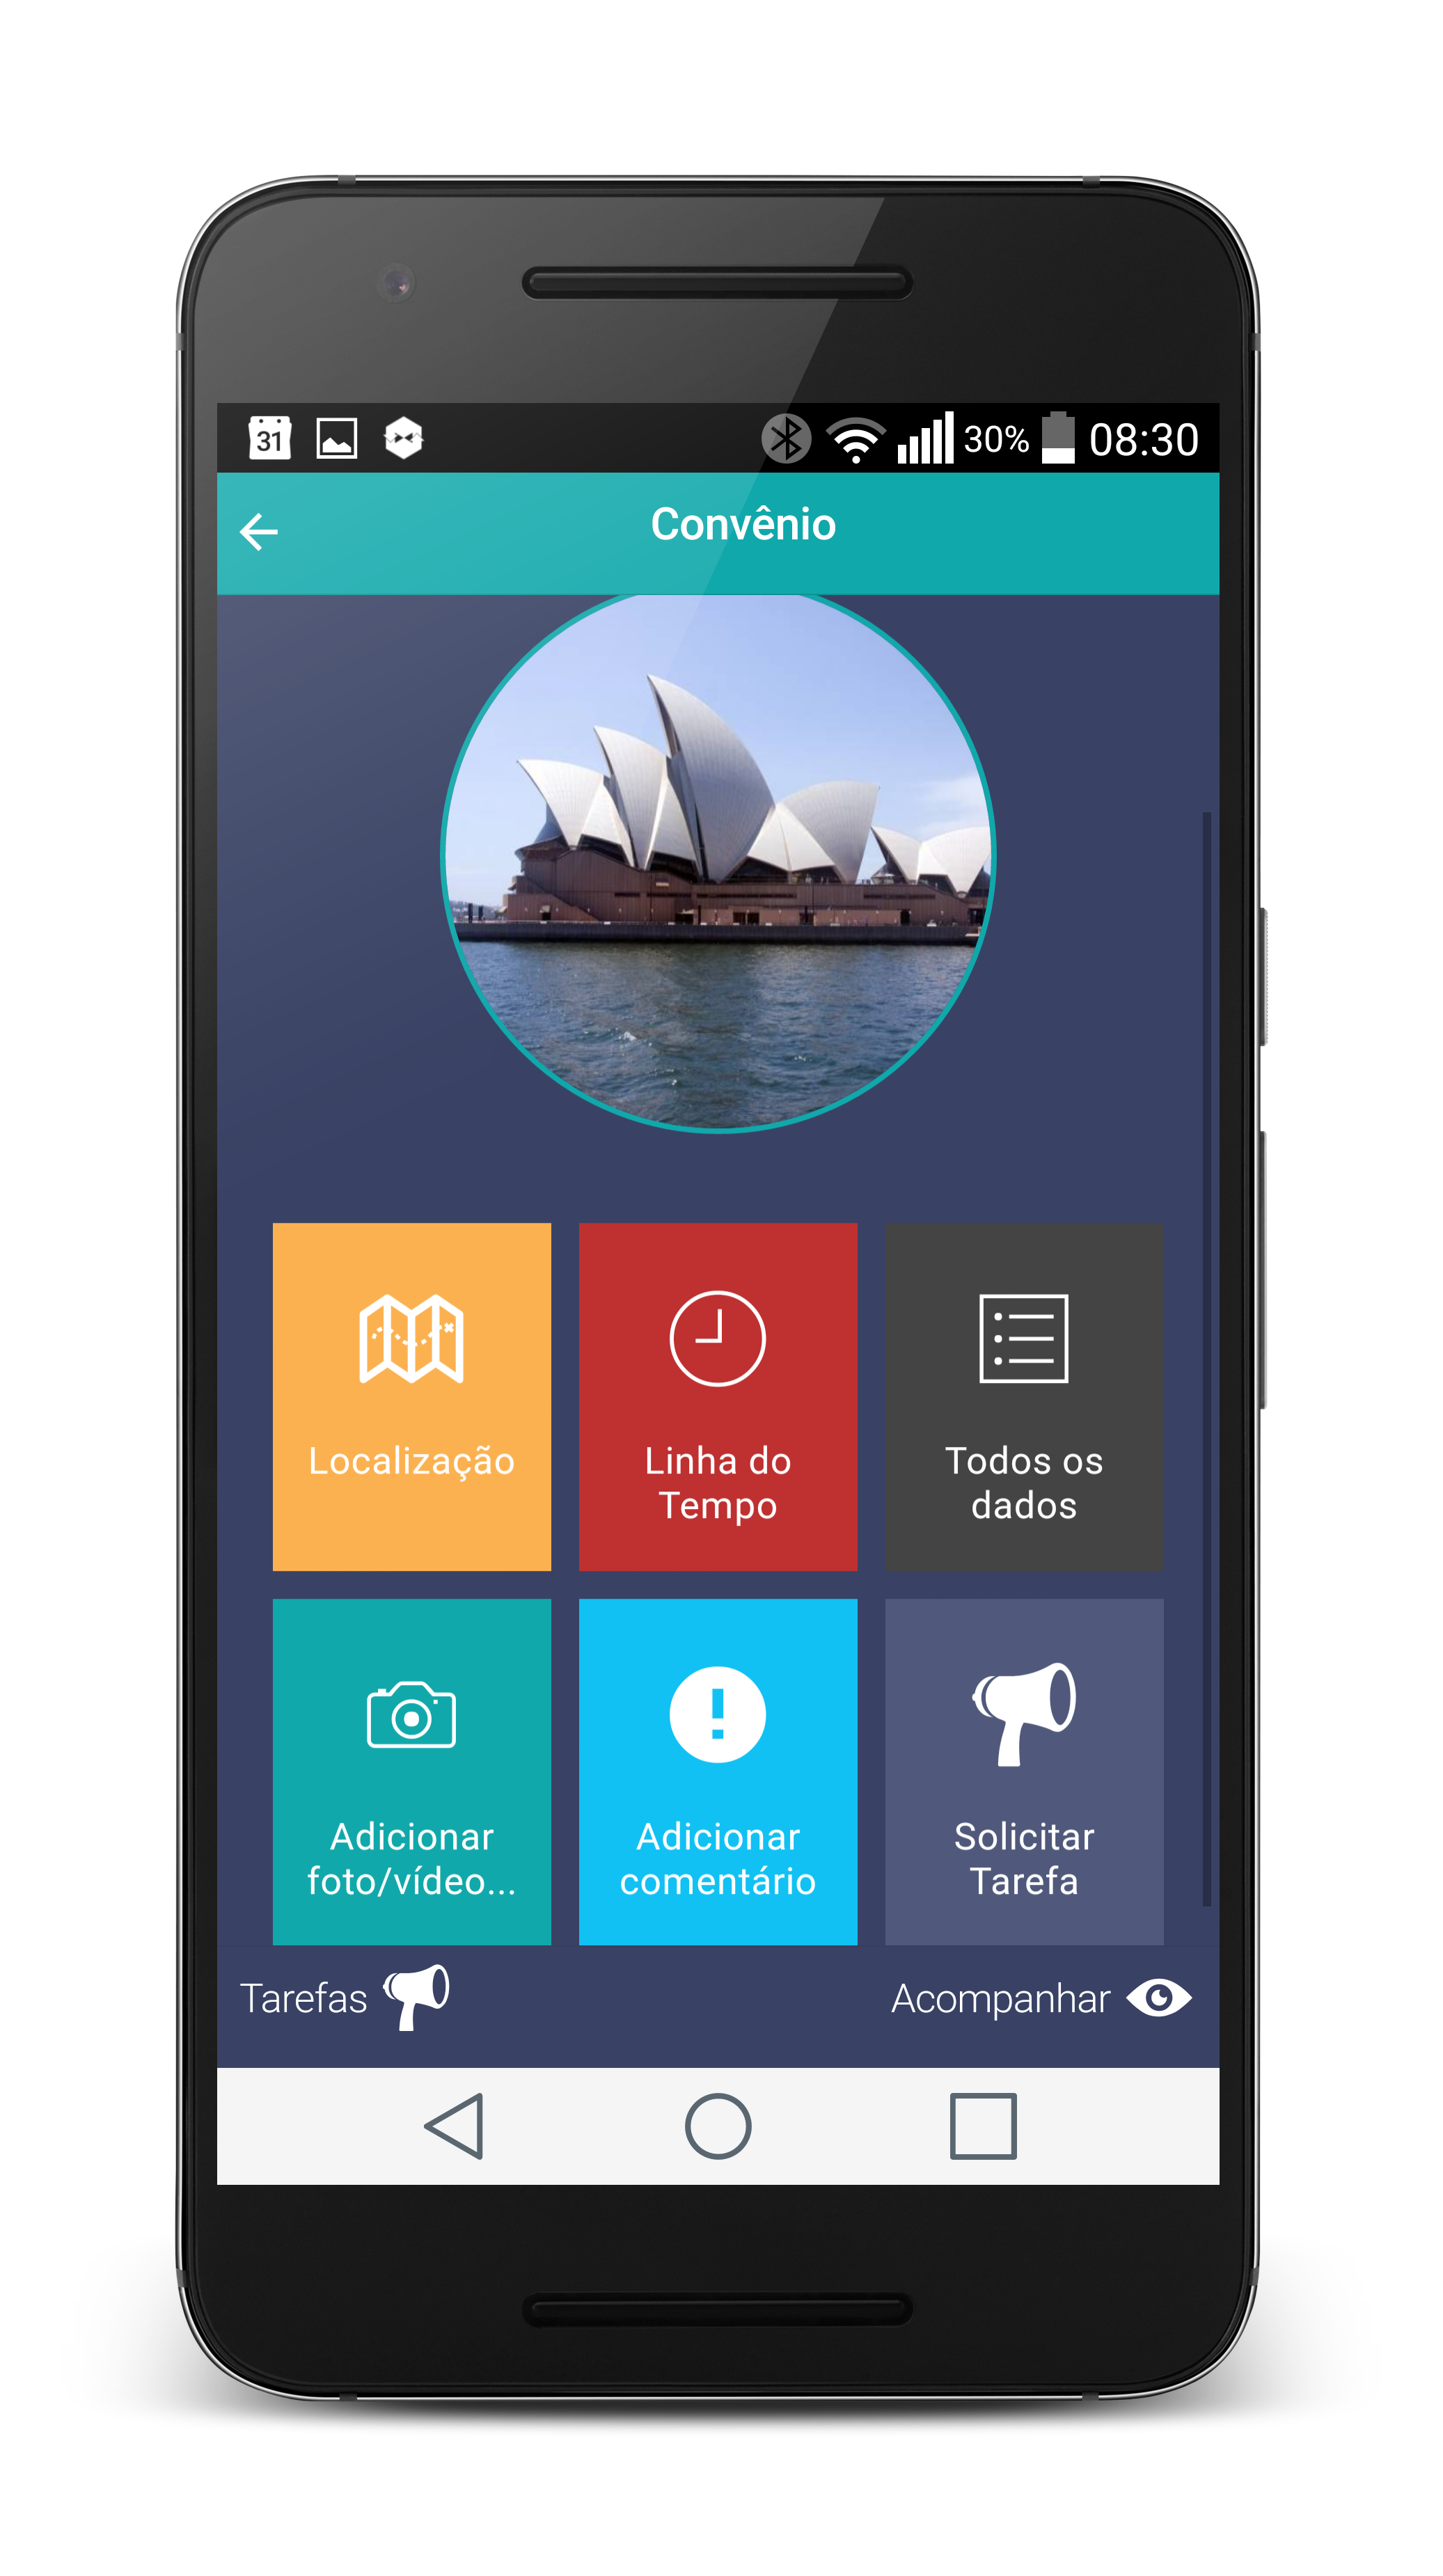 31
30% 08:30
Convênio
Localização
Linha do
Tempo
Todos os
dados
Adicionar
foto/vídeo...
Adicionar
comentário
Solicitar
Tarefa
Tarefas
Acompanhar